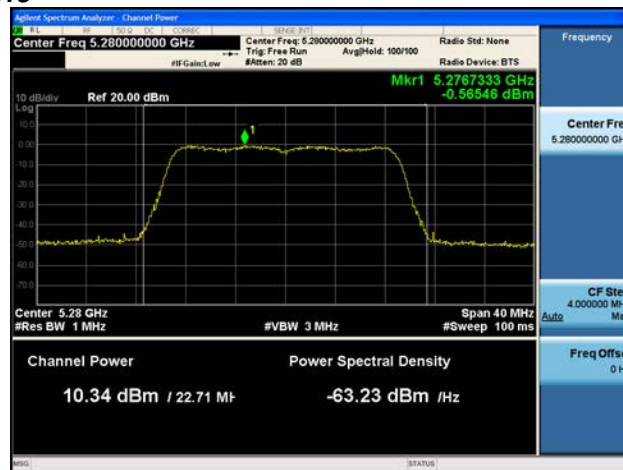 Agilent Spectrum Analyzer - Channel Power
RL RF 50 Ω DC CORREC SENSE:INT
Center Freq 5.280000000 GHz
Center Freq: 5.280000000 GHz
Radio Std: None
Trig: Free Run Avg|Hold: 100/100
#IFGain:Low
#Atten: 20 dB
Radio Device: BTS
Mkr1 5.2767333 GHz
-0.56546 dBm
10 dB/div Ref 20.00 dBm
Log
10.0
0.00
-10.0
-20.0
-30.0
-40.0
-50.0
-60.0
-70.0
1
Center 5.28 GHz
Span 40 MHz
#Res BW 1 MHz
#VBW 3 MHz
#Sweep 100 ms
Channel Power
Power Spectral Density
10.34 dBm / 22.71 MH
-63.23 dBm /Hz
MSG
STATUS
Frequency
Center Fre
5.280000000 GH
CF Ste
4.000000 MH
Auto Ma
Freq Offs
0 H